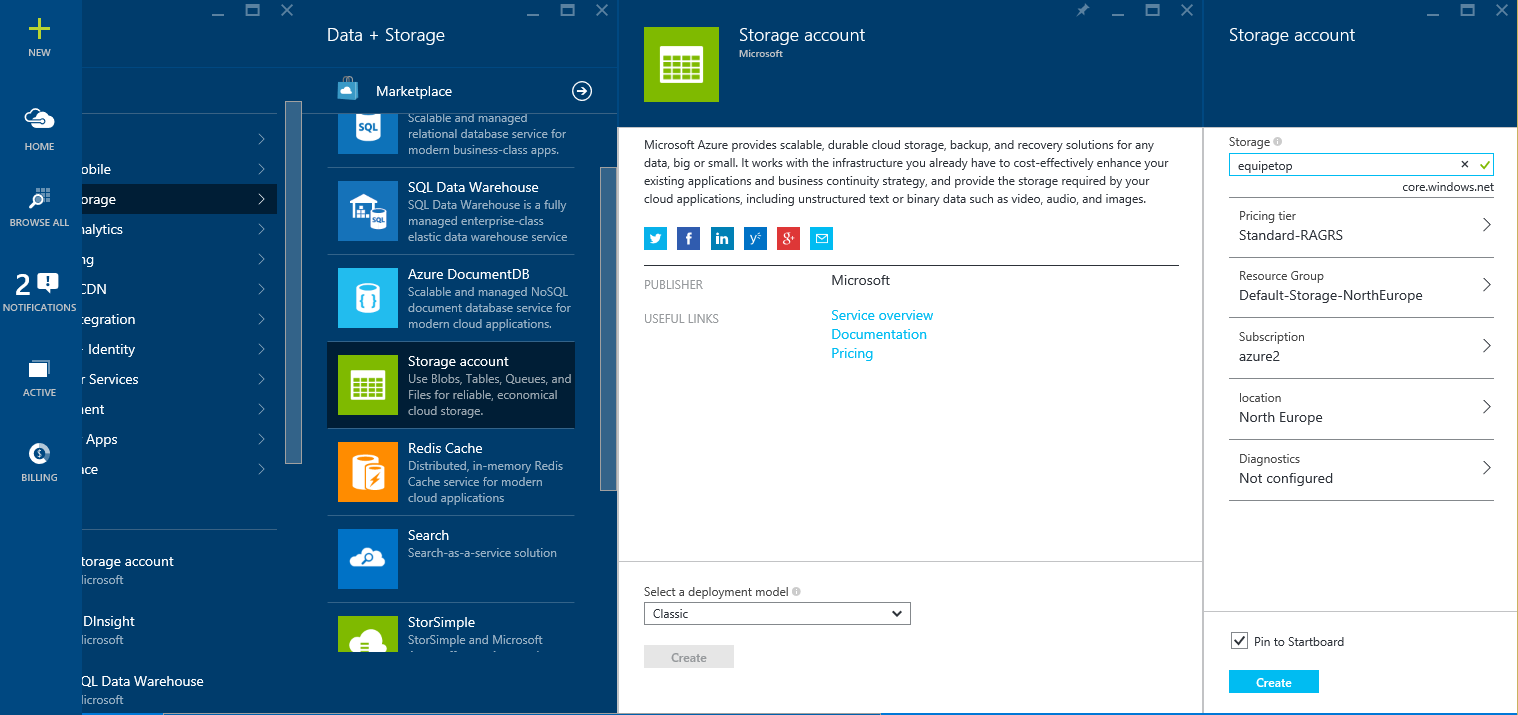 NEW
HOME
BROWSE ALL
2
NOTIFICATIONS
ACTIVE
BILLING
obile
orage
nalytics
ng
CDN
tegration
Identity
r Services
ent
Apps
ace
torage account
licrosoft
DInsight
licrosoft
QL Data Warehouse
licrosoft
Data + Storage
Marketplace
SQL
Scalable and managed
relational database service for
modern business-class apps.
SQL
SQL Data Warehouse
SQL Data Warehouse is a fully
managed enterprise-class
elastic data warehouse service
Azure DocumentDB
Scalable and managed NoSQL
document database service for
modern cloud applications.
Storage account
Use Blobs, Tables, Queues, and
Files for reliable, economical
cloud storage.
Redis Cache
Distributed, in-memory Redis
Cache service for modern
cloud applications
Search
Search-as-a-service solution
StorSimple
StorSimple and Microsoft
Storage account
Microsoft
Microsoft Azure provides scalable, durable cloud storage, backup, and recovery solutions for any
data, big or small. It works with the infrastructure you already have to cost-effectively enhance your
existing applications and business continuity strategy, and provide the storage required by your
cloud applications, including unstructured text or binary data such as video, audio, and images.
PUBLISHER
Microsoft
USEFUL LINKS
Service overview
Documentation
Pricing
Select a deployment model
Classic
Create
Storage account
Storage
equipetop
core.windows.net
Pricing tier
Standard-RAGRS
Resource Group
Default-Storage-NorthEurope
Subscription
azure2
location
North Europe
Diagnostics
Not configured
Pin to Startboard
Create